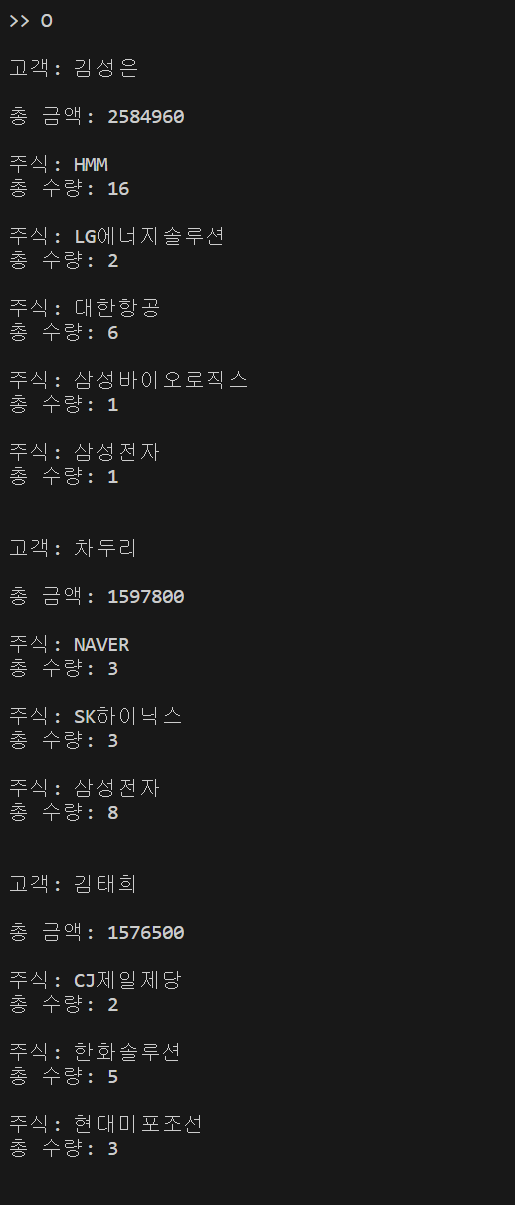 >> O
고객: 김성은
총 금액: 2584960
주식: HMM
총 수량: 16
주식: LG에너지솔루션
총 수량: 2
주식: 대한항공
총 수량: 6
주식: 삼성바이오로직스
총 수량: 1
주식: 삼성전자
총 수량: 1
고객: 차두리
총 금액: 1597800
주식: NAVER
총 수량: 3
주식: SK하이닉스
총 수량: 3
주식: 삼성전자
총 수량: 8
고객: 김태희
총 금액: 1576500
주식: CJ제일제당
총 수량: 2
주식: 한화솔루션
총 수량: 5
주식: 현대미포조선
총 수량: 3